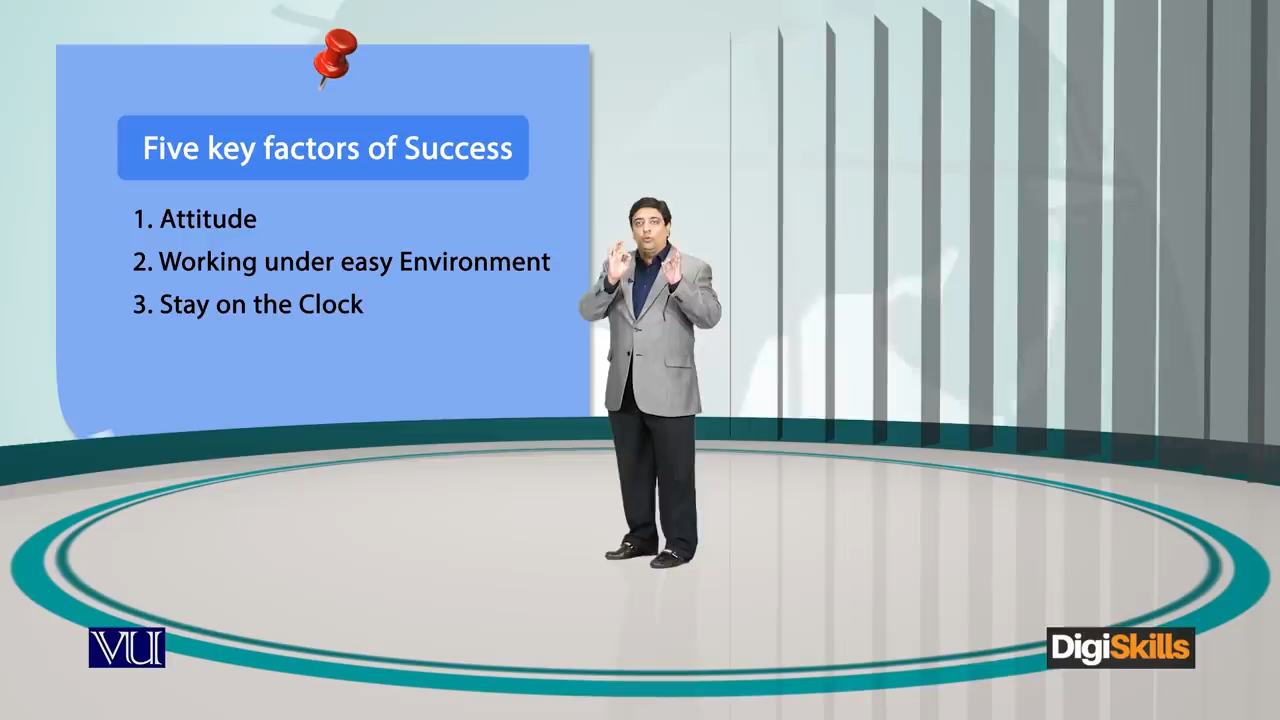 Five key factors of Success
1. Attitude
2. Working under easy Environment
3. Stay on the Clock
VU
DigiSkills